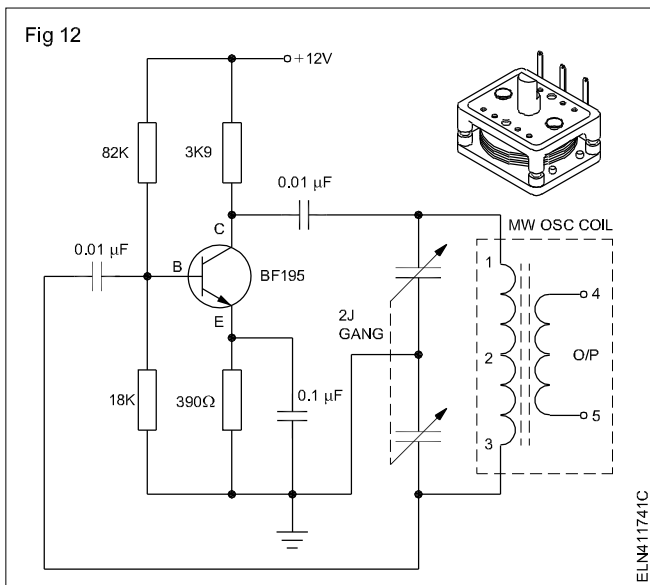 Fig 12
+12V
82K
3K9
0.01 µF
MW OSC COIL
C
0.01 µF
B
BF195
1
4
E
2J
GANG
2
O/P
18K
390Ω
0.1 µF
5
3
ELN411741C